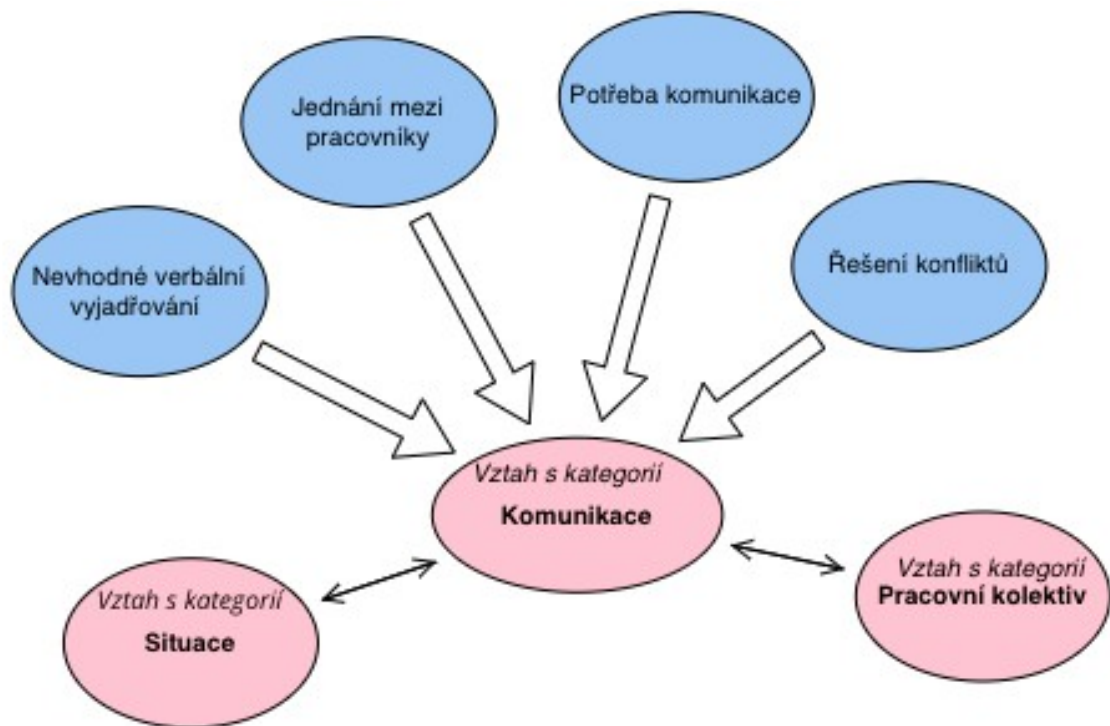 Jednání mezi
pracovníky
Potřeba komunikace
Nevhodné verbální
vyjadřování
Řešení konfliktů
Vztah s kategorií
Komunikace
Vztah s kategorií
Situace
Vztah s kategorií
Pracovní kolektiv